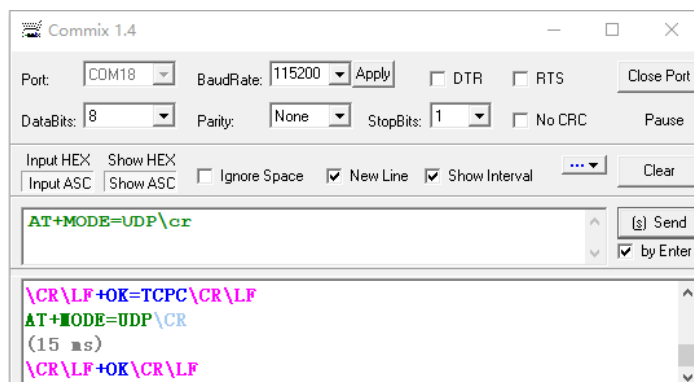 Commix 1.4
Port: COM18 BaudRate: 115200 Apply DTR RTS Close Port
DataBits: 8 Parity: None StopBits: 1 No CRC Pause
Input HEX Show HEX
Input ASC Show ASC Ignore Space New Line Show Interval ... Clear
AT+MODE=UDP\cr
(s) Send
by Enter
\CR\LF+OK=TCPC\CR\LF
AT+MODE=UDP\CR
(15 ms)
\CR\LF+OK\CR\LF